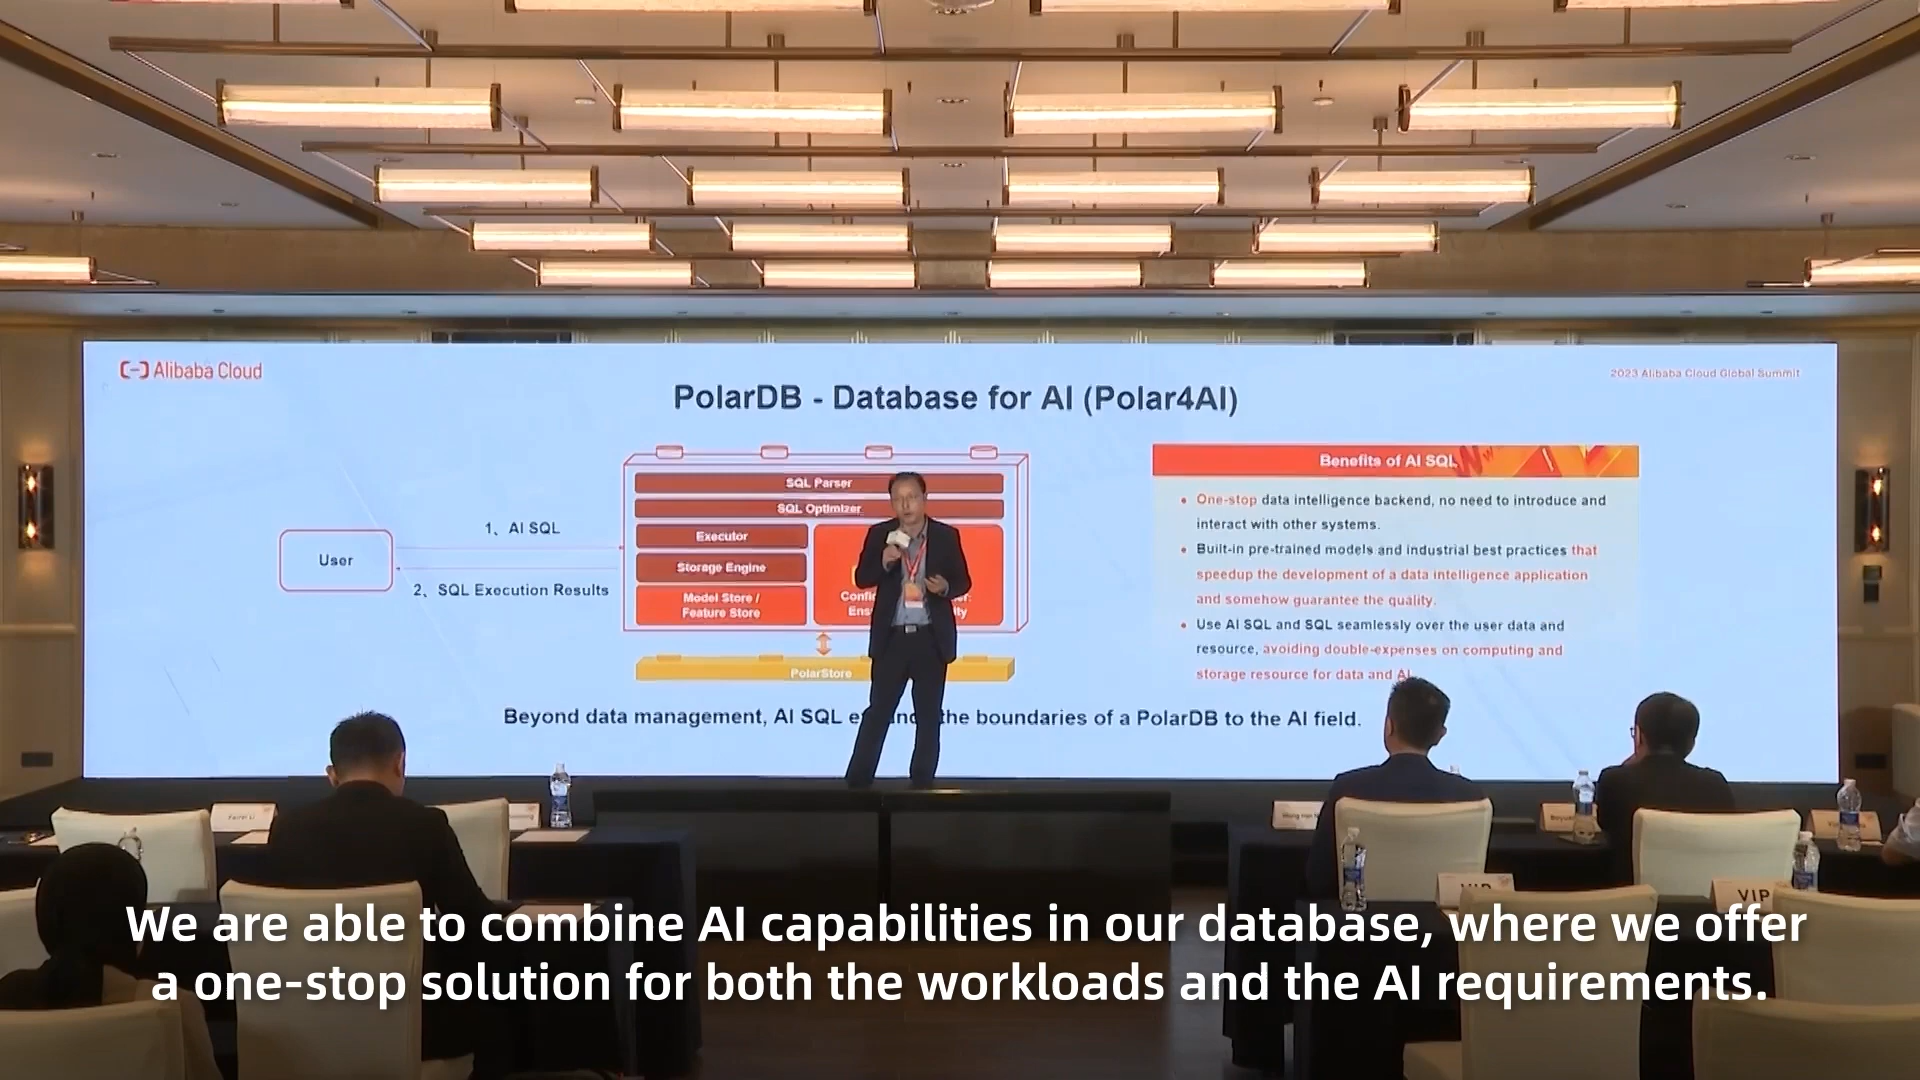 Alibaba Cloud
2023 Alibaba Cloud Global Summit
PolarDB - Database for AI (Polar4AI)
User
1、AI SQL
2、SQL Execution Results
SQL Parser
SQL Optimizer
Executor
Storage Engine
Model Store /
Feature Store
PolarStore
Benefits of AI SQL
• One-stop data intelligence backend, no need to introduce and
interact with other systems.
• Built-in pre-trained models and industrial best practices that
speedup the development of a data intelligence application
and somehow guarantee the quality.
• Use AI SQL and SQL seamlessly over the user data and
resource, avoiding double-expenses on computing and
storage resource for data and AI.
Beyond data management, AI SQL the boundaries of a PolarDB to the AI field.
VIP
VIP
We are able to combine AI capabilities in our database, where we offer
a one-stop solution for both the workloads and the AI requirements.